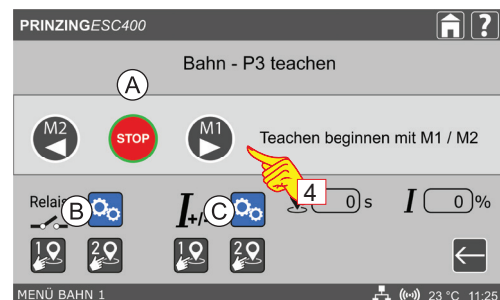 PRINZINGESC400
?
Bahn - P3 teachen
A
M2
STOP
M1
Teachen beginnen mit M1 / M2
4
Relais
B
I+/-
C
0 s
I
0 %
1
2
1
2
MENÜ BAHN 1
23 °C 11:25